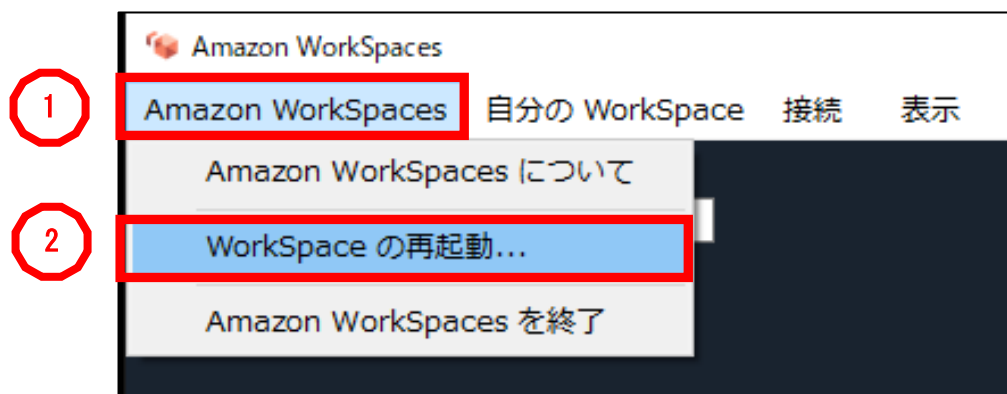 Amazon WorkSpaces
1
Amazon WorkSpaces 自分の WorkSpace 接続 表示
Amazon WorkSpaces について
2
WorkSpace の再起動...
Amazon WorkSpaces を終了